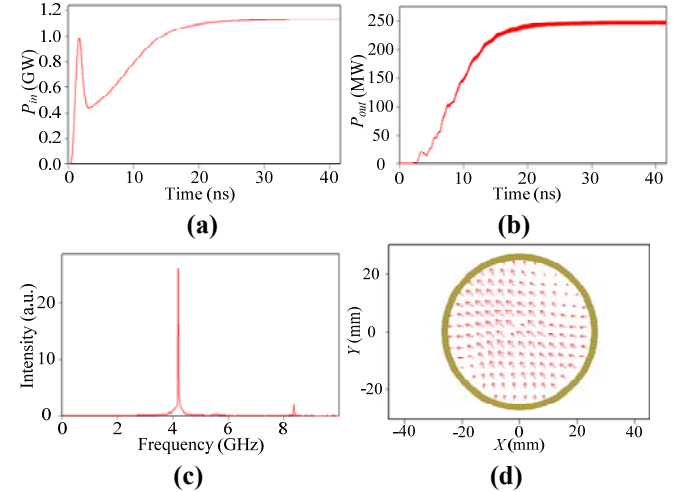 1.2
1.0
0.8
0.6
0.4
0.2
0.0
P_in (GW)
0 10 20 30 40
Time (ns)
(a)
250
200
150
100
50
0
P_out (MW)
0 10 20 30 40
Time (ns)
(b)
20
10
0
Intensity (a.u.)
0 2 4 6 8
Frequency (GHz)
(c)
20
0
-20
Y (mm)
-40 -20 0 20 40
X (mm)
(d)